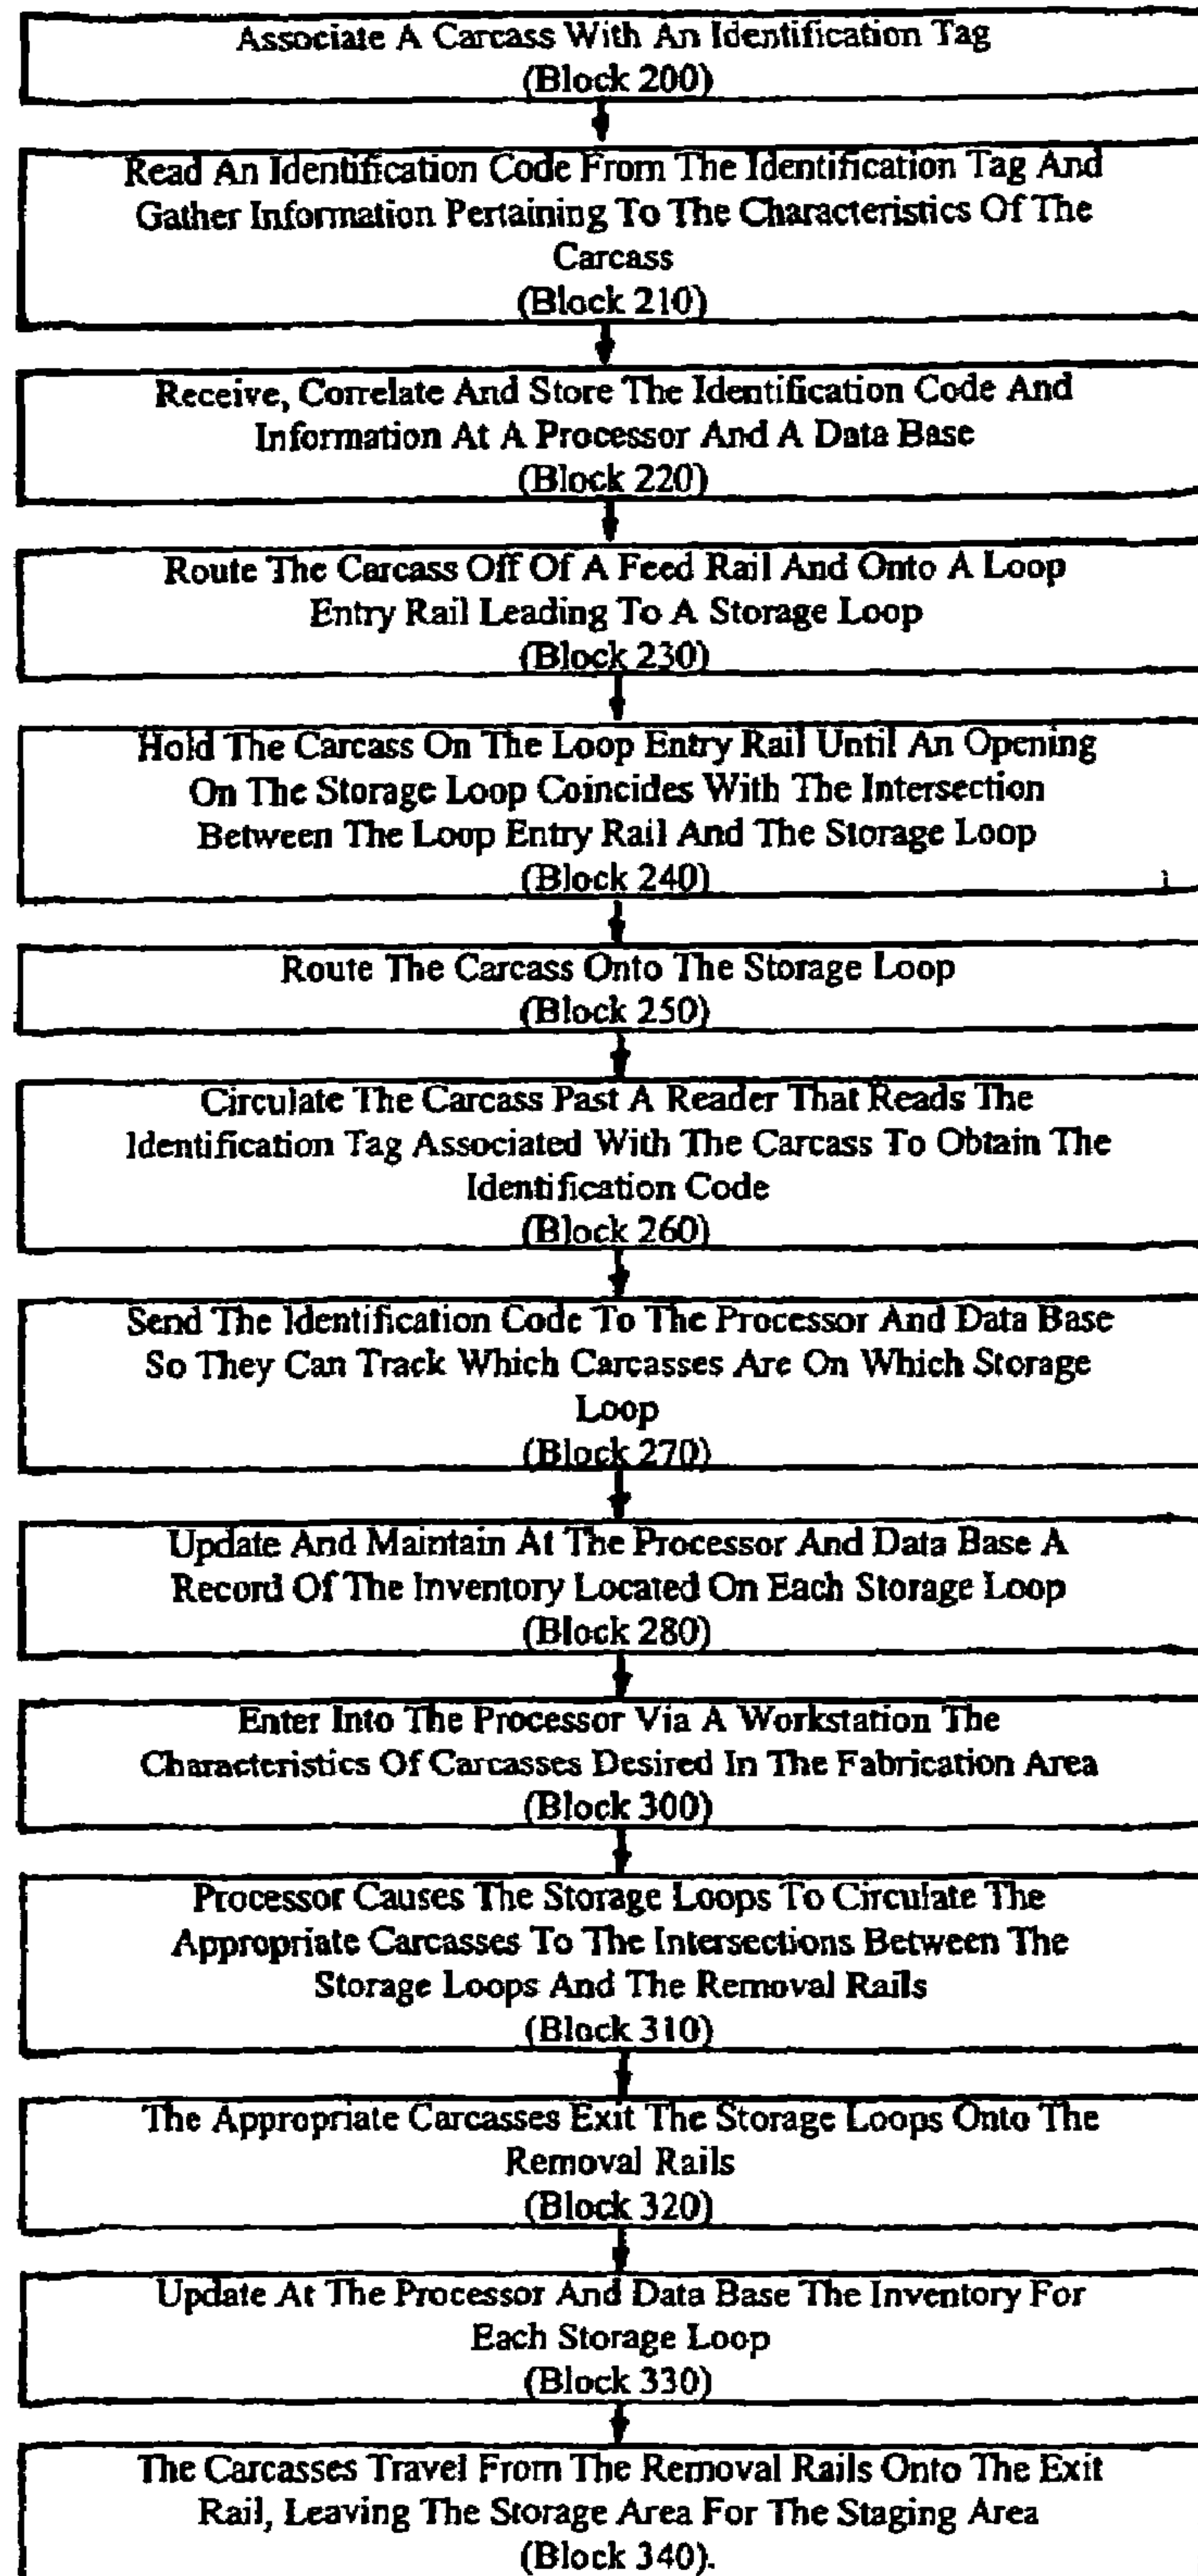 Associate A Carcass With An Identification Tag
(Block 200)
Read An Identification Code From The Identification Tag And
Gather Information Pertaining To The Characteristics Of The
Carcass
(Block 210)
Receive, Correlate And Store The Identification Code And
Information At A Processor And A Data Base
(Block 220)
Route The Carcass Off Of A Feed Rail And Onto A Loop
Entry Rail Leading To A Storage Loop
(Block 230)
Hold The Carcass On The Loop Entry Rail Until An Opening
On The Storage Loop Coincides With The Intersection
Between The Loop Entry Rail And The Storage Loop
(Block 240)
Route The Carcass Onto The Storage Loop
(Block 250)
Circulate The Carcass Past A Reader That Reads The
Identification Tag Associated With The Carcass To Obtain The
Identification Code
(Block 260)
Send The Identification Code To The Processor And Data Base
So They Can Track Which Carcasses Are On Which Storage
Loop
(Block 270)
Update And Maintain At The Processor And Data Base A
Record Of The Inventory Located On Each Storage Loop
(Block 280)
Enter Into The Processor Via A Workstation The
Characteristics Of Carcasses Desired In The Fabrication Area
(Block 300)
Processor Causes The Storage Loops To Circulate The
Appropriate Carcasses To The Intersections Between The
Storage Loops And The Removal Rails
(Block 310)
The Appropriate Carcasses Exit The Storage Loops Onto The
Removal Rails
(Block 320)
Update At The Processor And Data Base The Inventory For
Each Storage Loop
(Block 330)
The Carcasses Travel From The Removal Rails Onto The Exit
Rail, Leaving The Storage Area For The Staging Area
(Block 340).